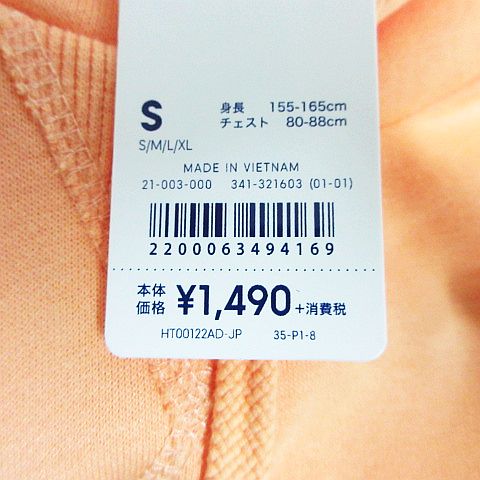 S 身長 155-165cm
チェスト 80-88cm
S/M/L/XL
MADE IN VIETNAM
21-003-000 341-321603 (01-01)
2200063494169
本体価格 ¥1,490 +消費税
HT00122AD-JP 35-P1-8